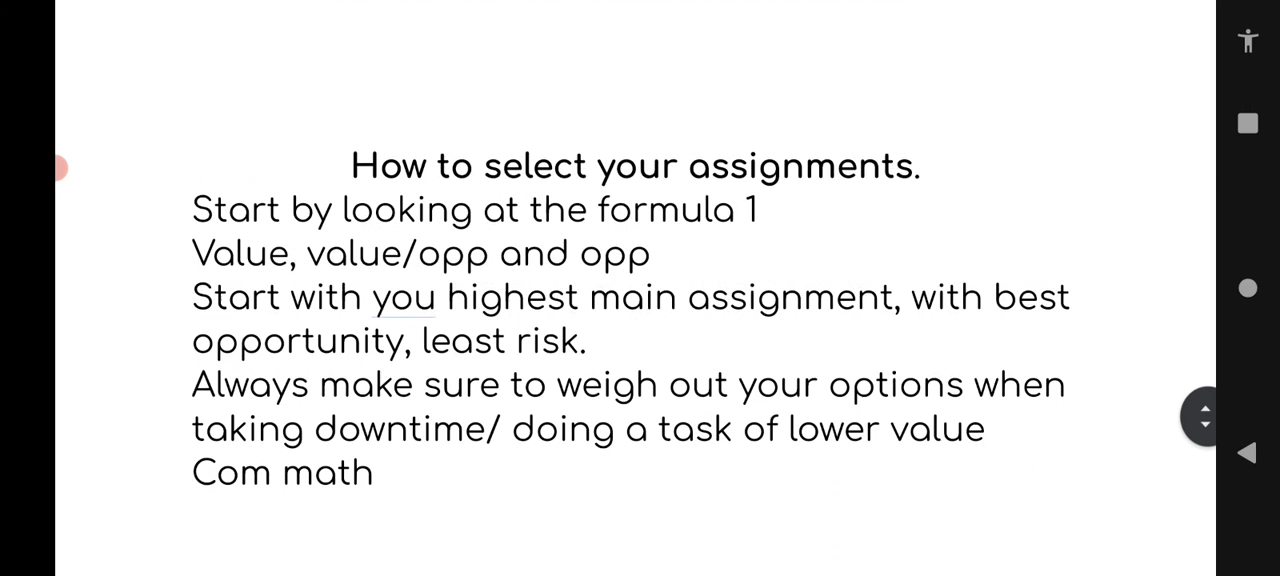 How to select your assignments.
Start by looking at the formula 1
Value, value/opp and opp
Start with you highest main assignment, with best
opportunity, least risk.
Always make sure to weigh out your options when
taking downtime/ doing a task of lower value
Com math